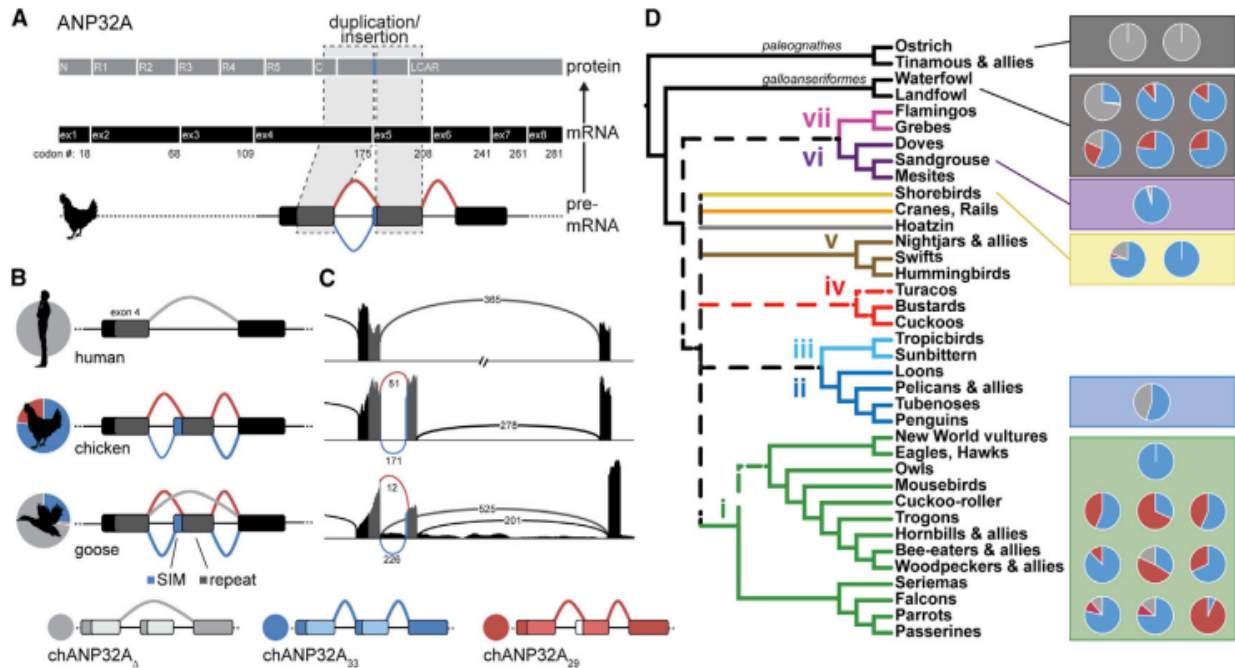 A
ANP32A
duplication/
insertion
N R1 R2 R3 R4 R5 C LCAR protein
ex1 ex2 ex3 ex4 ex5 ex6 ex7 ex8 mRNA
codon #: 18 68 109 175 208 241 261 281
pre-
mRNA
B
exon 4
human
chicken
goose
SIM repeat
C
365
51
278
171
12
525
201
226
chANP32AΔ
chANP32A33
chANP32A29
D
paleognathes
galloanseriformes
vii
vi
v
iv
iii
ii
i
Ostrich
Tinamous & allies
Waterfowl
Landfowl
Flamingos
Grebes
Doves
Sandgrouse
Mesites
Shorebirds
Cranes, Rails
Hoatzin
Nightjars & allies
Swifts
Hummingbirds
Turacos
Bustards
Cuckoos
Tropicbirds
Sunbittern
Loons
Pelicans & allies
Tubenoses
Penguins
New World vultures
Eagles, Hawks
Owls
Mousebirds
Cuckoo-roller
Trogons
Hornbills & allies
Bee-eaters & allies
Woodpeckers & allies
Seriemas
Falcons
Parrots
Passerines